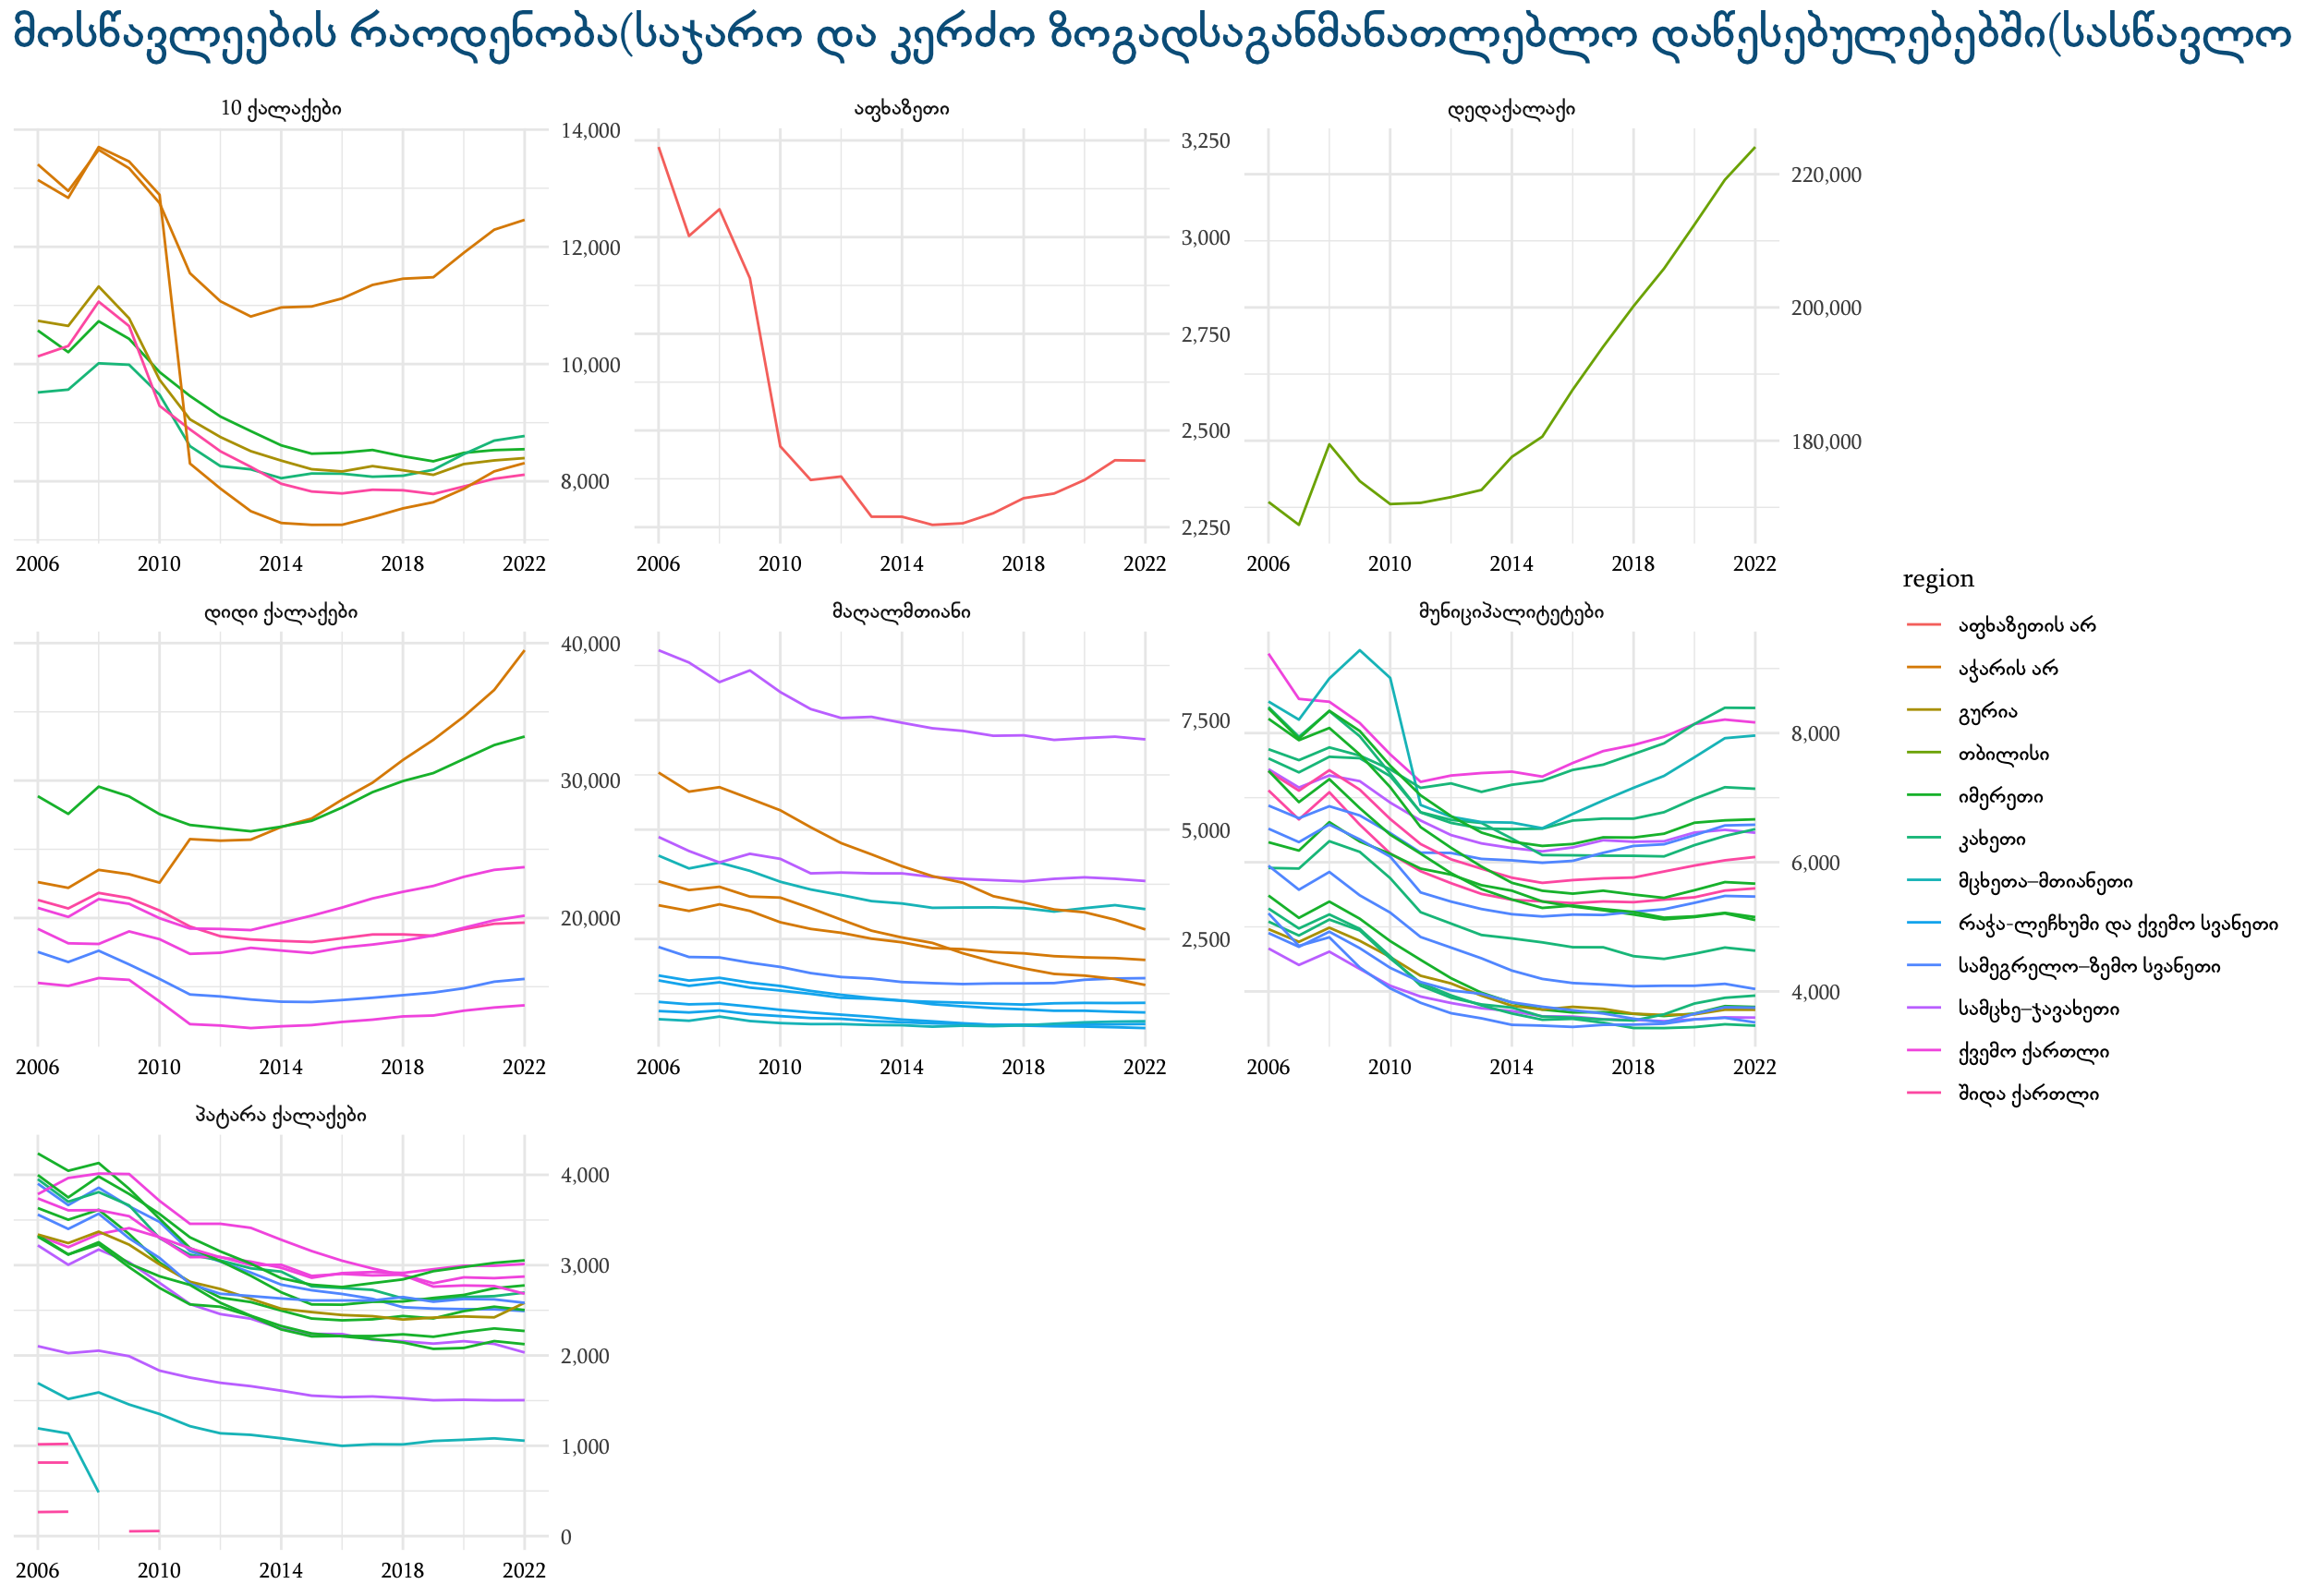 მოსწავლეების რაოდენობა(საჯარო და კერძო ზოგადსაგანმანათლებლო დაწესებულებებში(სასწავლო
10 ქალაქები
აფხაზეთი
დედაქალაქი
14,000
12,000
10,000
8,000
3,250
3,000
2,750
2,500
2,250
220,000
200,000
180,000
2006 2010 2014 2018 2022
2006 2010 2014 2018 2022
2006 2010 2014 2018 2022
დიდი ქალაქები
მაღალმთიანი
მუნიციპალიტეტები
40,000
30,000
20,000
7,500
5,000
2,500
8,000
6,000
4,000
2006 2010 2014 2018 2022
2006 2010 2014 2018 2022
2006 2010 2014 2018 2022
პატარა ქალაქები
4,000
3,000
2,000
1,000
0
2006 2010 2014 2018 2022
region
აფხაზეთის არ
აჭარის არ
გურია
თბილისი
იმერეთი
კახეთი
მცხეთა–მთიანეთი
რაჭა-ლეჩხუმი და ქვემო სვანეთი
სამეგრელო–ზემო სვანეთი
სამცხე–ჯავახეთი
ქვემო ქართლი
შიდა ქართლი